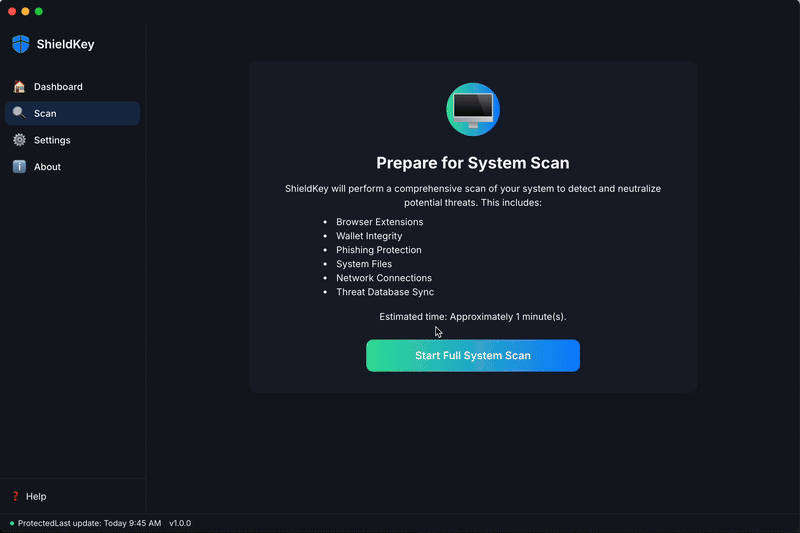 ShieldKey
Dashboard
Scan
Settings
About
Prepare for System Scan
ShieldKey will perform a comprehensive scan of your system to detect and neutralize
potential threats. This includes:
• Browser Extensions
• Wallet Integrity
• Phishing Protection
• System Files
• Network Connections
• Threat Database Sync
Estimated time: Approximately 1 minute(s).
Start Full System Scan
Help
ProtectedLast update: Today 9:45 AM v1.0.0